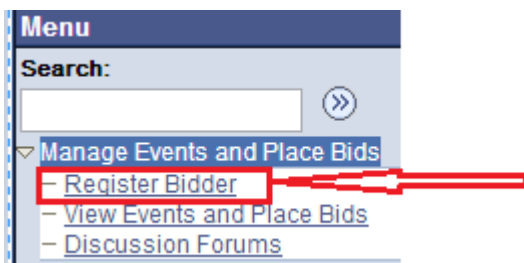 Menu
Search:
Manage Events and Place Bids
– Register Bidder
– View Events and Place Bids
– Discussion Forums